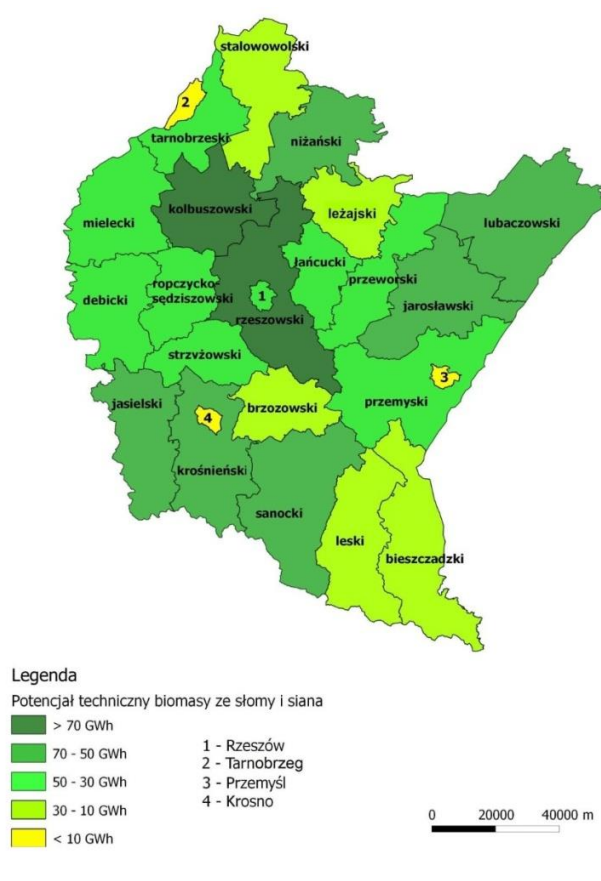 stalowowolski
2
tarnobrzeski
niżański
kolbuszowski
leżajski
mielecki
lubaczowski
łańcucki
ropczycko-
sędziszowski
przeworski
debicki
1
jarosławski
rzeszowski
strzyżowski
3
jasielski
brzozowski
przemyski
4
krośnieński
sanocki
leski
bieszczadzki
Legenda
Potencjał techniczny biomasy ze słomy i siana
> 70 GWh
70 - 50 GWh
50 - 30 GWh
30 - 10 GWh
< 10 GWh
1 - Rzeszów
2 - Tarnobrzeg
3 - Przemyśl
4 - Krosno
0 20000 40000 m